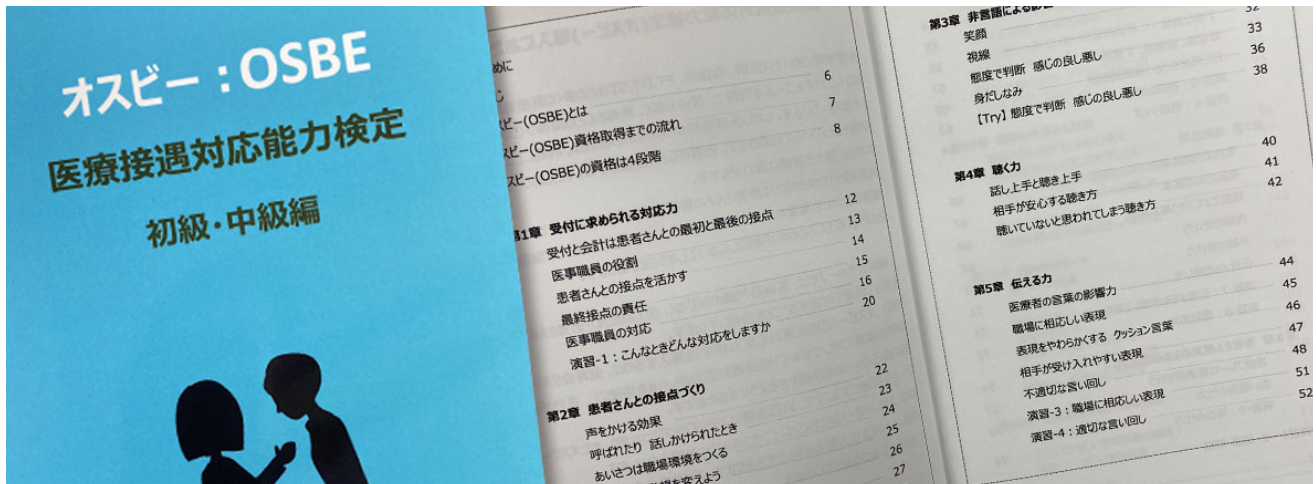 オスビー：OSBE
医療接遇対応能力検定
初級・中級編
めに
スピー(OSBE)とは 6
スピー(OSBE)資格取得までの流れ 7
スピー(OSBE)の資格は4段階 8
第1章 受付に求められる対応力
受付と会計は患者さんとの最初と最後の接点 12
医事職員の役割 13
患者さんとの接点を活かす 14
最終接点の責任 15
医事職員の対応 16
演習-1：こんなときどんな対応をしますか 20
第2章 患者さんとの接点づくり
声をかける効果 22
呼ばれたり 話しかけられたとき 23
あいさつは職場環境をつくる 24
を変えよう 25
26
27
第3章 非言語による
笑顔 32
視線 33
態度で判断 感じの良し悪し 36
身だしなみ 38
【Try】態度で判断 感じの良し悪し
第4章 聴く力
話し上手と聴き上手 40
相手が安心する聴き方 41
聴いていないと思われてしまう聴き方 42
第5章 伝える力
医療者の言葉の影響力 44
職場に相応しい表現 45
表現をやわらかくする クッション言葉 46
相手が受け入れやすい表現 47
不適切な言い回し 48
演習-3：職場に相応しい表現 51
演習-4：適切な言い回し 52